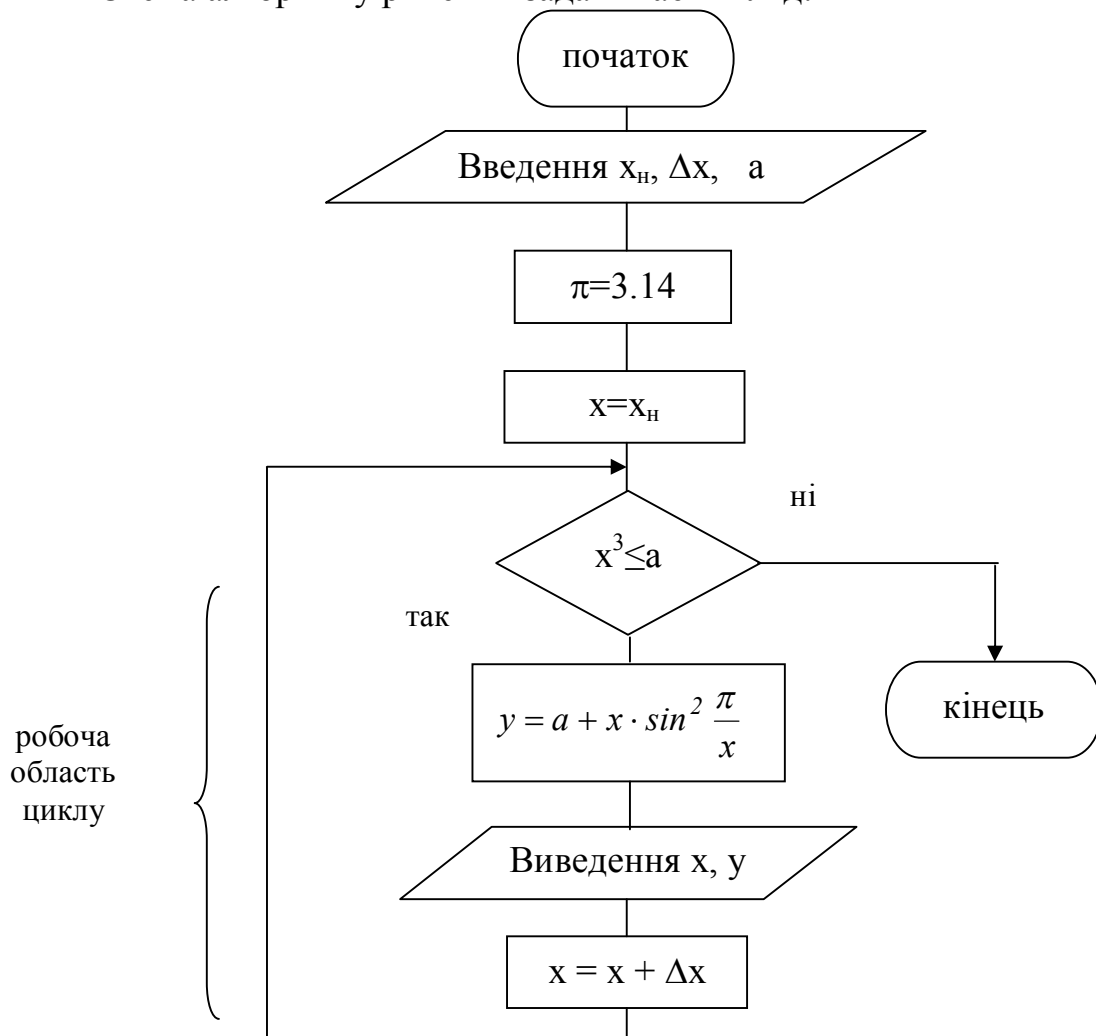 початок
Введення xн, Δx, a
π=3.14
x=xн
ні
x³≤a
так
y = a + x · sin² π/x
кінець
робоча
область
циклу
Виведення x, y
x = x + Δx